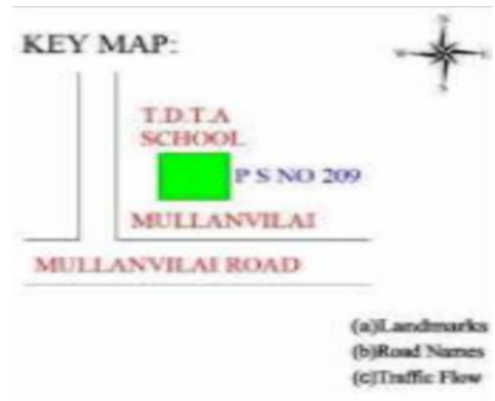 KEY MAP:
N
W
E
S
T.D.T.A
SCHOOL
P S NO 209
MULLANVILAI
MULLANVILAI ROAD
(a)Landmarks
(b)Road Names
(c)Traffic Flow